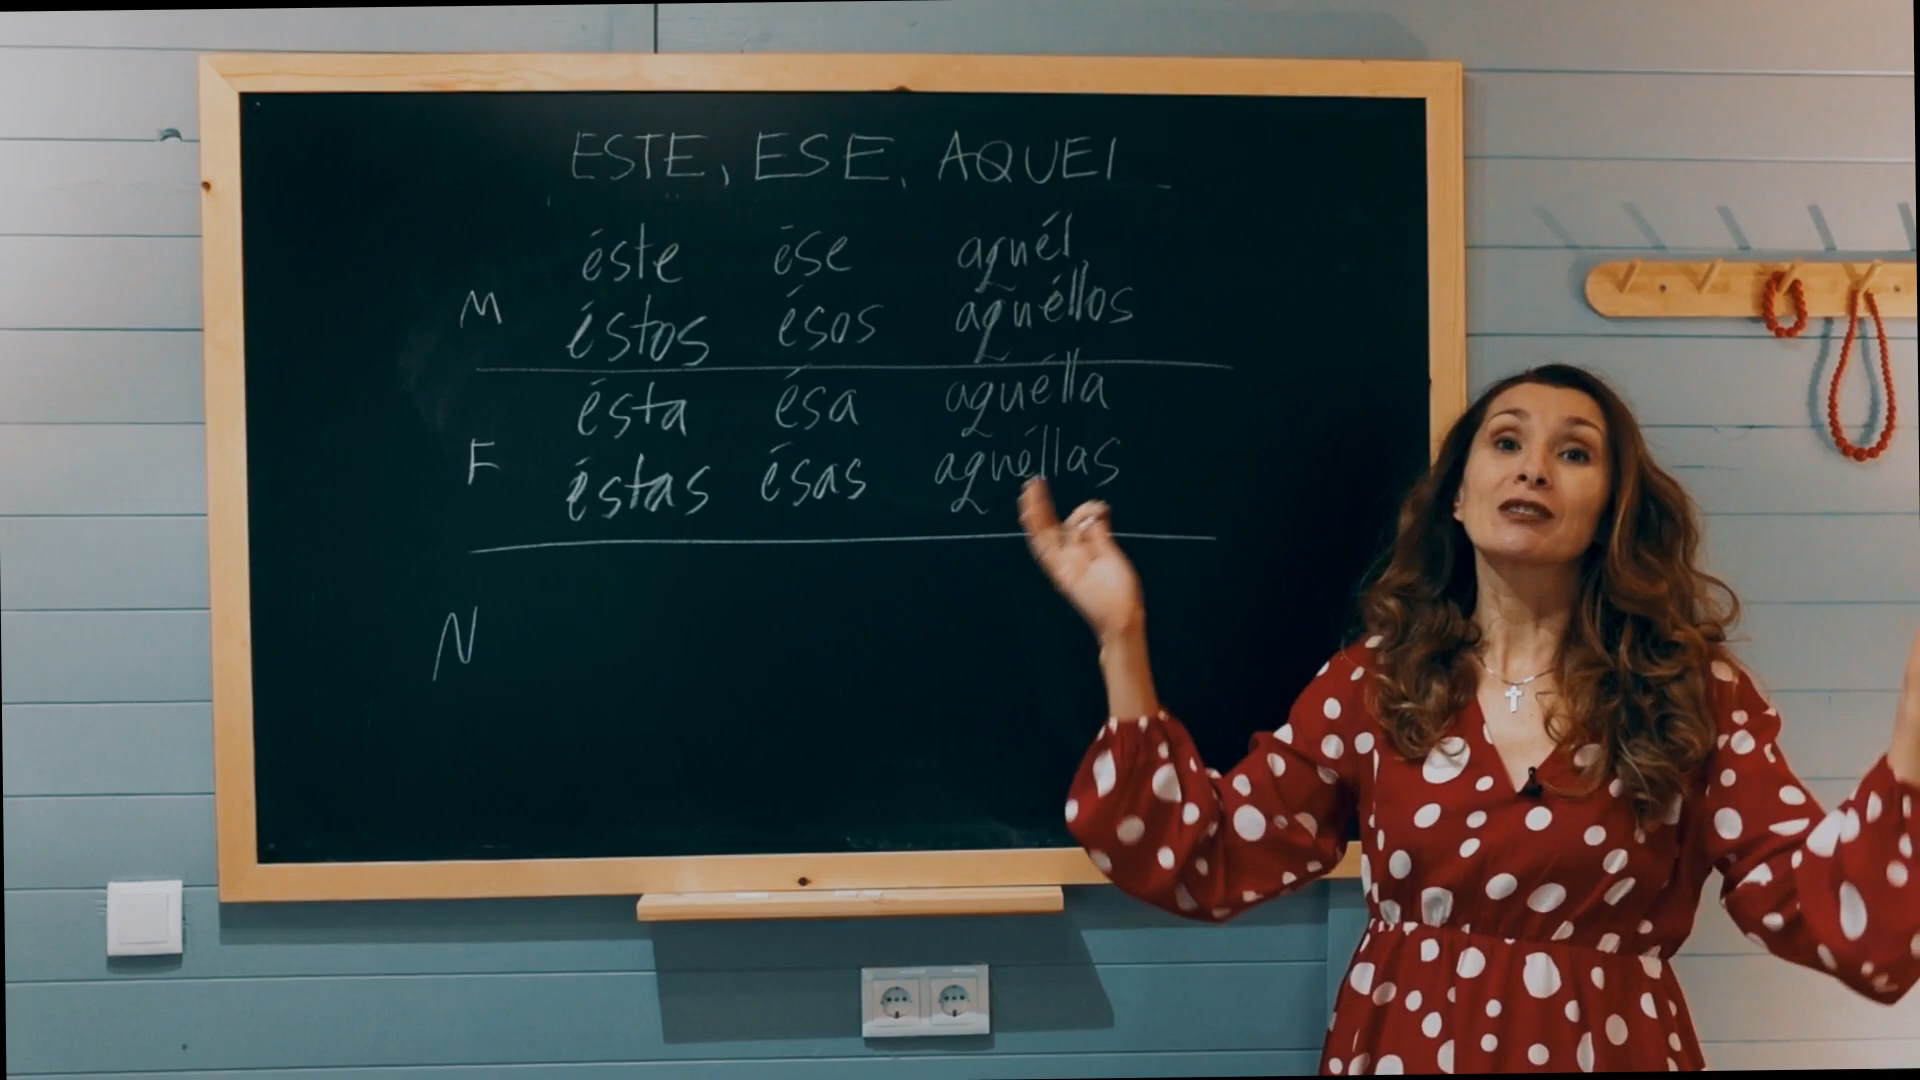 ESTE, ESE, AQUEl
éste ése aquél
M
éstos ésos aquéllos
ésta ésa aquélla
F
éstas ésas aquéllas
N